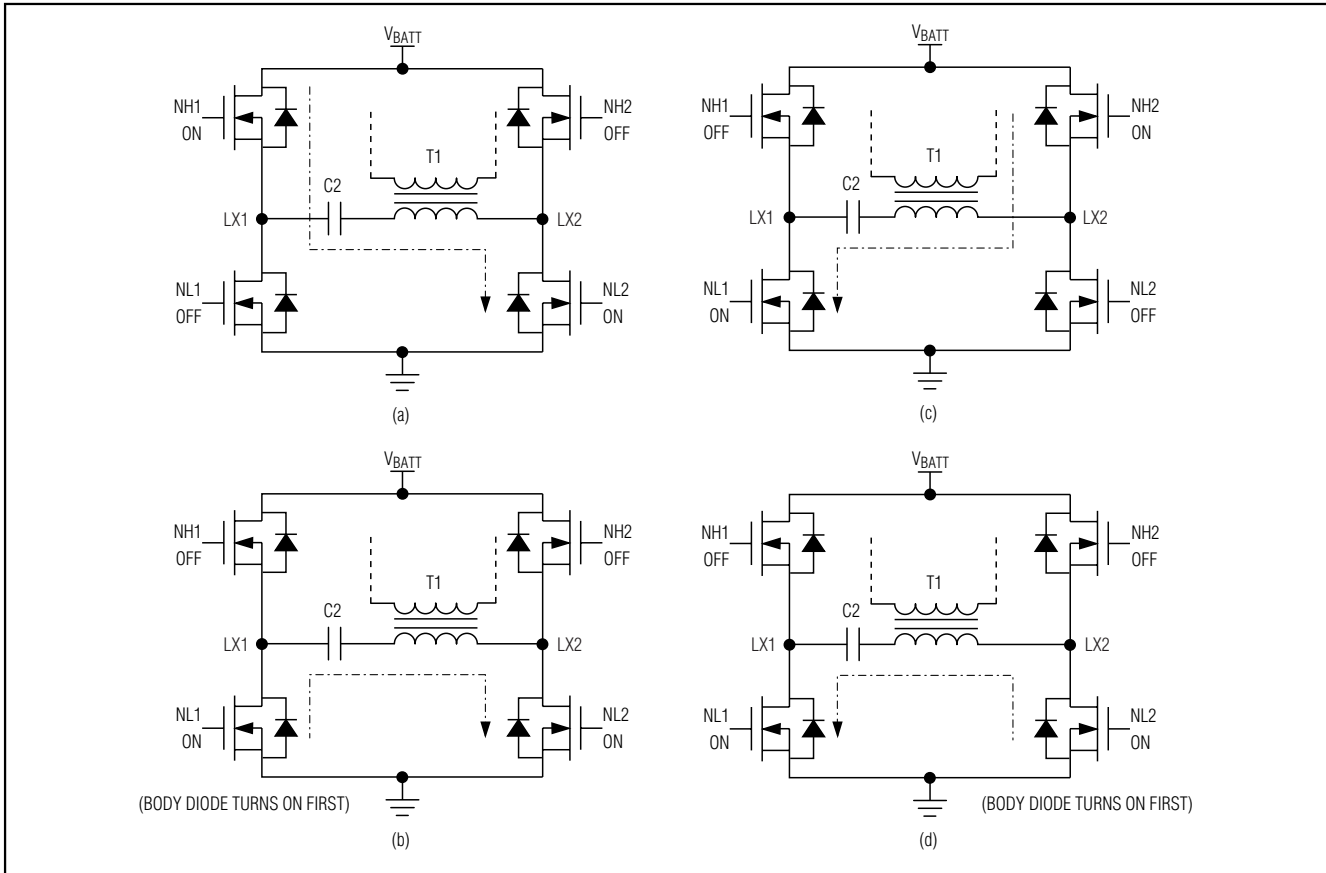 VBATT
NH1
ON
NH2
OFF
T1
C2
LX1
LX2
NL1
OFF
NL2
ON
(a)
VBATT
NH1
OFF
NH2
ON
T1
C2
LX1
LX2
NL1
ON
NL2
OFF
(c)
VBATT
NH1
OFF
NH2
OFF
T1
C2
LX1
LX2
NL1
ON
NL2
ON
(BODY DIODE TURNS ON FIRST)
(b)
VBATT
NH1
OFF
NH2
OFF
T1
C2
LX1
LX2
NL1
ON
NL2
ON
(BODY DIODE TURNS ON FIRST)
(d)